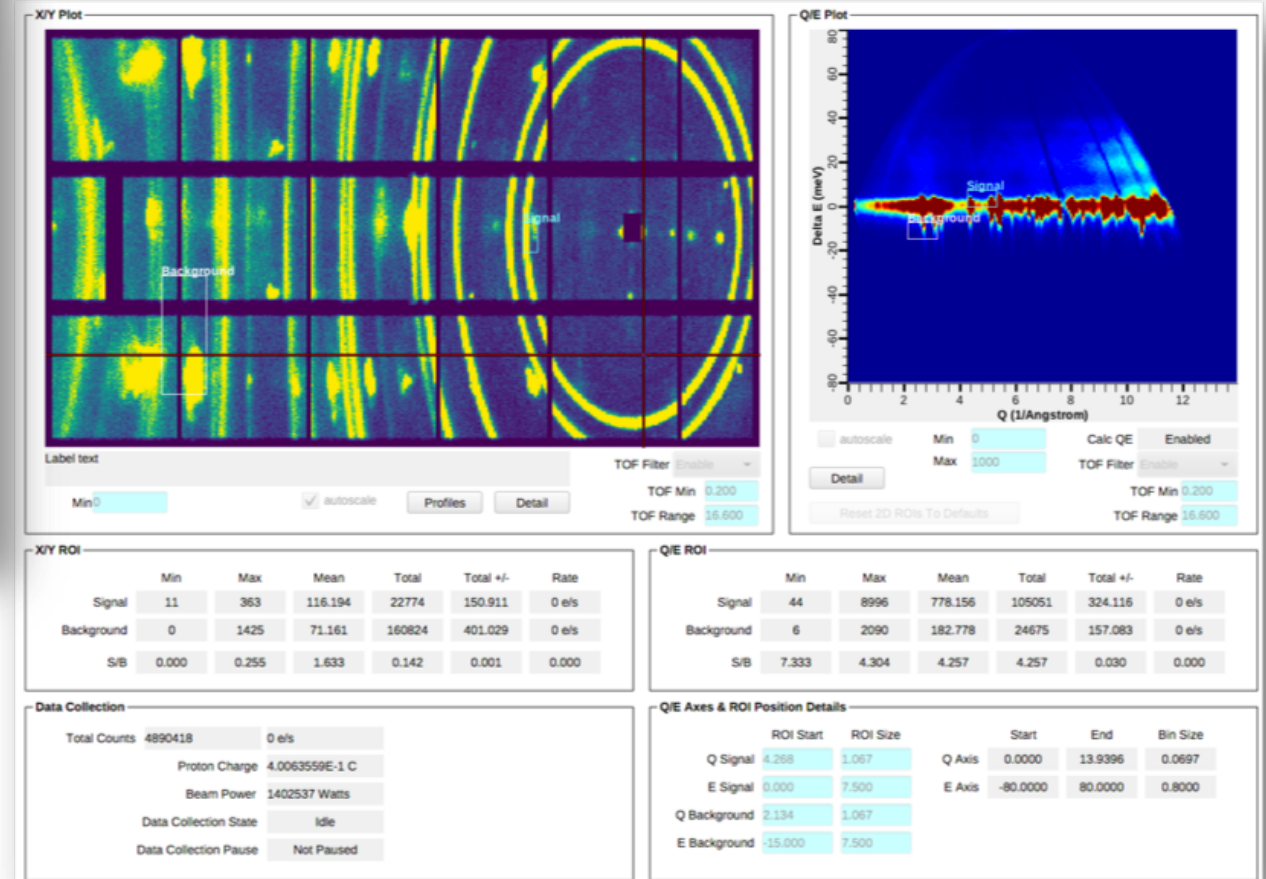 X/Y Plot
Background
Signal
Label text
TOF Filter Enable
Min 0
autoscale
Profiles
Detail
TOF Min 0.200
TOF Range 16.600
Q/E Plot
80
60
40
20
0
-20
-40
-60
-80
Delta E (meV)
Signal
Background
0 2 4 6 8 10 12
Q (1/Angstrom)
autoscale
Min 0
Calc QE Enabled
Max 1000
TOF Filter Enable
Detail
TOF Min 0.200
Reset 2D ROIs To Defaults
TOF Range 16.600
X/Y ROI
Min Max Mean Total Total +/- Rate
Signal 11 363 116.194 22774 150.911 0 e/s
Background 0 1425 71.161 160824 401.029 0 e/s
S/B 0.000 0.255 1.633 0.142 0.001 0.000
Q/E ROI
Min Max Mean Total Total +/- Rate
Signal 44 8996 778.156 105051 324.116 0 e/s
Background 6 2090 182.778 24675 157.083 0 e/s
S/B 7.333 4.304 4.257 4.257 0.030 0.000
Data Collection
Total Counts 4890418 0 e/s
Proton Charge 4.0063559E-1 C
Beam Power 1402537 Watts
Data Collection State Idle
Data Collection Pause Not Paused
Q/E Axes & ROI Position Details
ROI Start ROI Size Start End Bin Size
Q Signal 4.268 1.067 Q Axis 0.0000 13.9396 0.0697
E Signal 0.000 7.500 E Axis -80.0000 80.0000 0.8000
Q Background 2.134 1.067
E Background -15.000 7.500